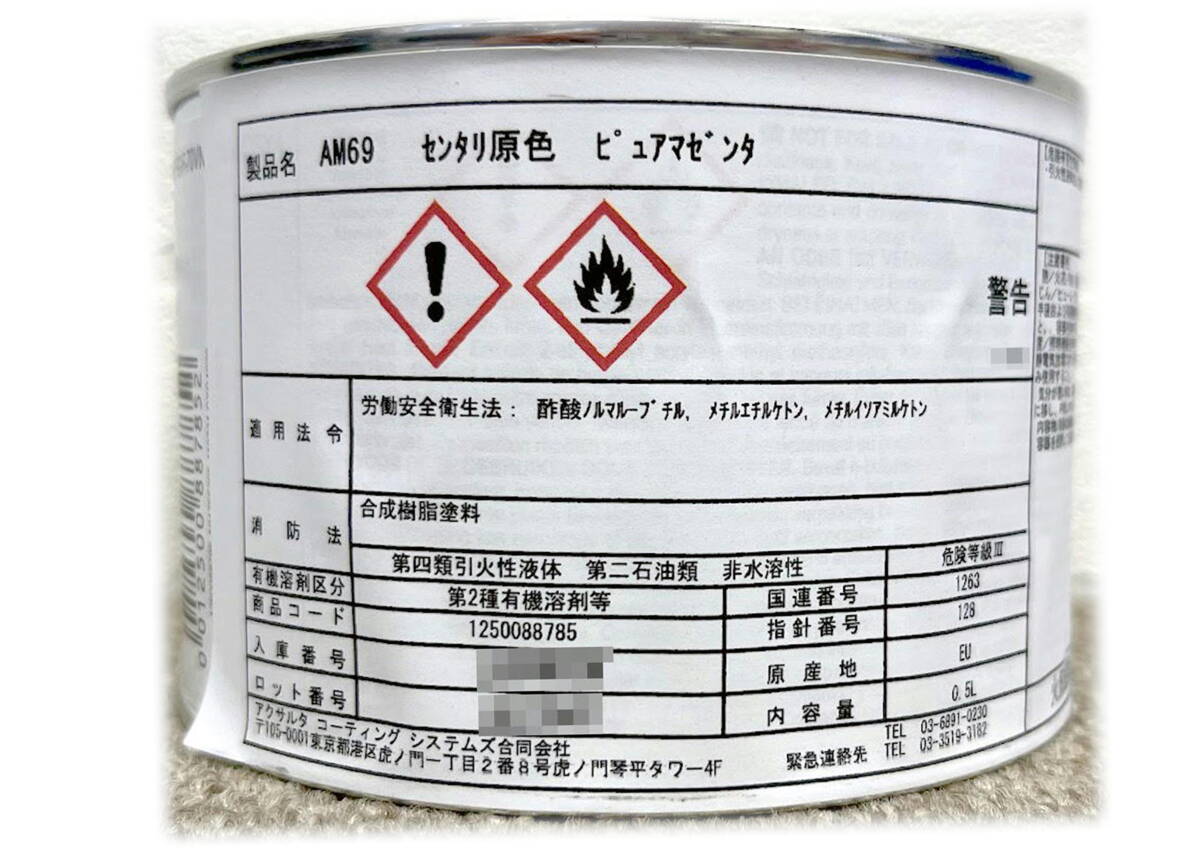 製品名 AM69 ｾﾝﾀﾘ原色 ﾋﾟｭｱﾏｾﾞﾝﾀ
警告
適用法令 労働安全衛生法： 酢酸ﾉﾙﾏﾙｰﾌﾞﾁﾙ, ﾒﾁﾙｴﾁﾙｹﾄﾝ, ﾒﾁﾙｲｿｱﾐﾙｹﾄﾝ
消防法 合成樹脂塗料
第四類引火性液体 第二石油類 非水溶性 危険等級Ⅲ
有機溶剤区分 第2種有機溶剤等 国連番号 1263
商品コード 1250088785 指針番号 128
入庫番号 原産地 EU
ロット番号 内容量 0.5L
アクサルタ コーティング システムズ合同会社 TEL 03-6891-0230
〒105-0001東京都港区虎ノ門一丁目２番８号虎ノ門琴平タワー4F 緊急連絡先 TEL 03-3519-3182